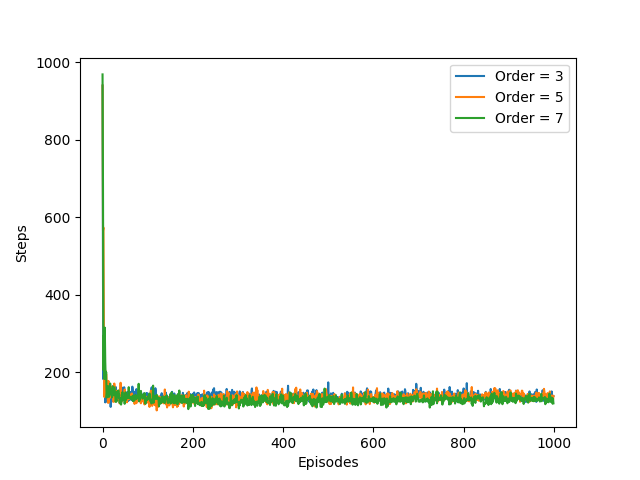 1000
800
600
400
200
Steps
Order = 3
Order = 5
Order = 7
0 200 400 600 800 1000
Episodes